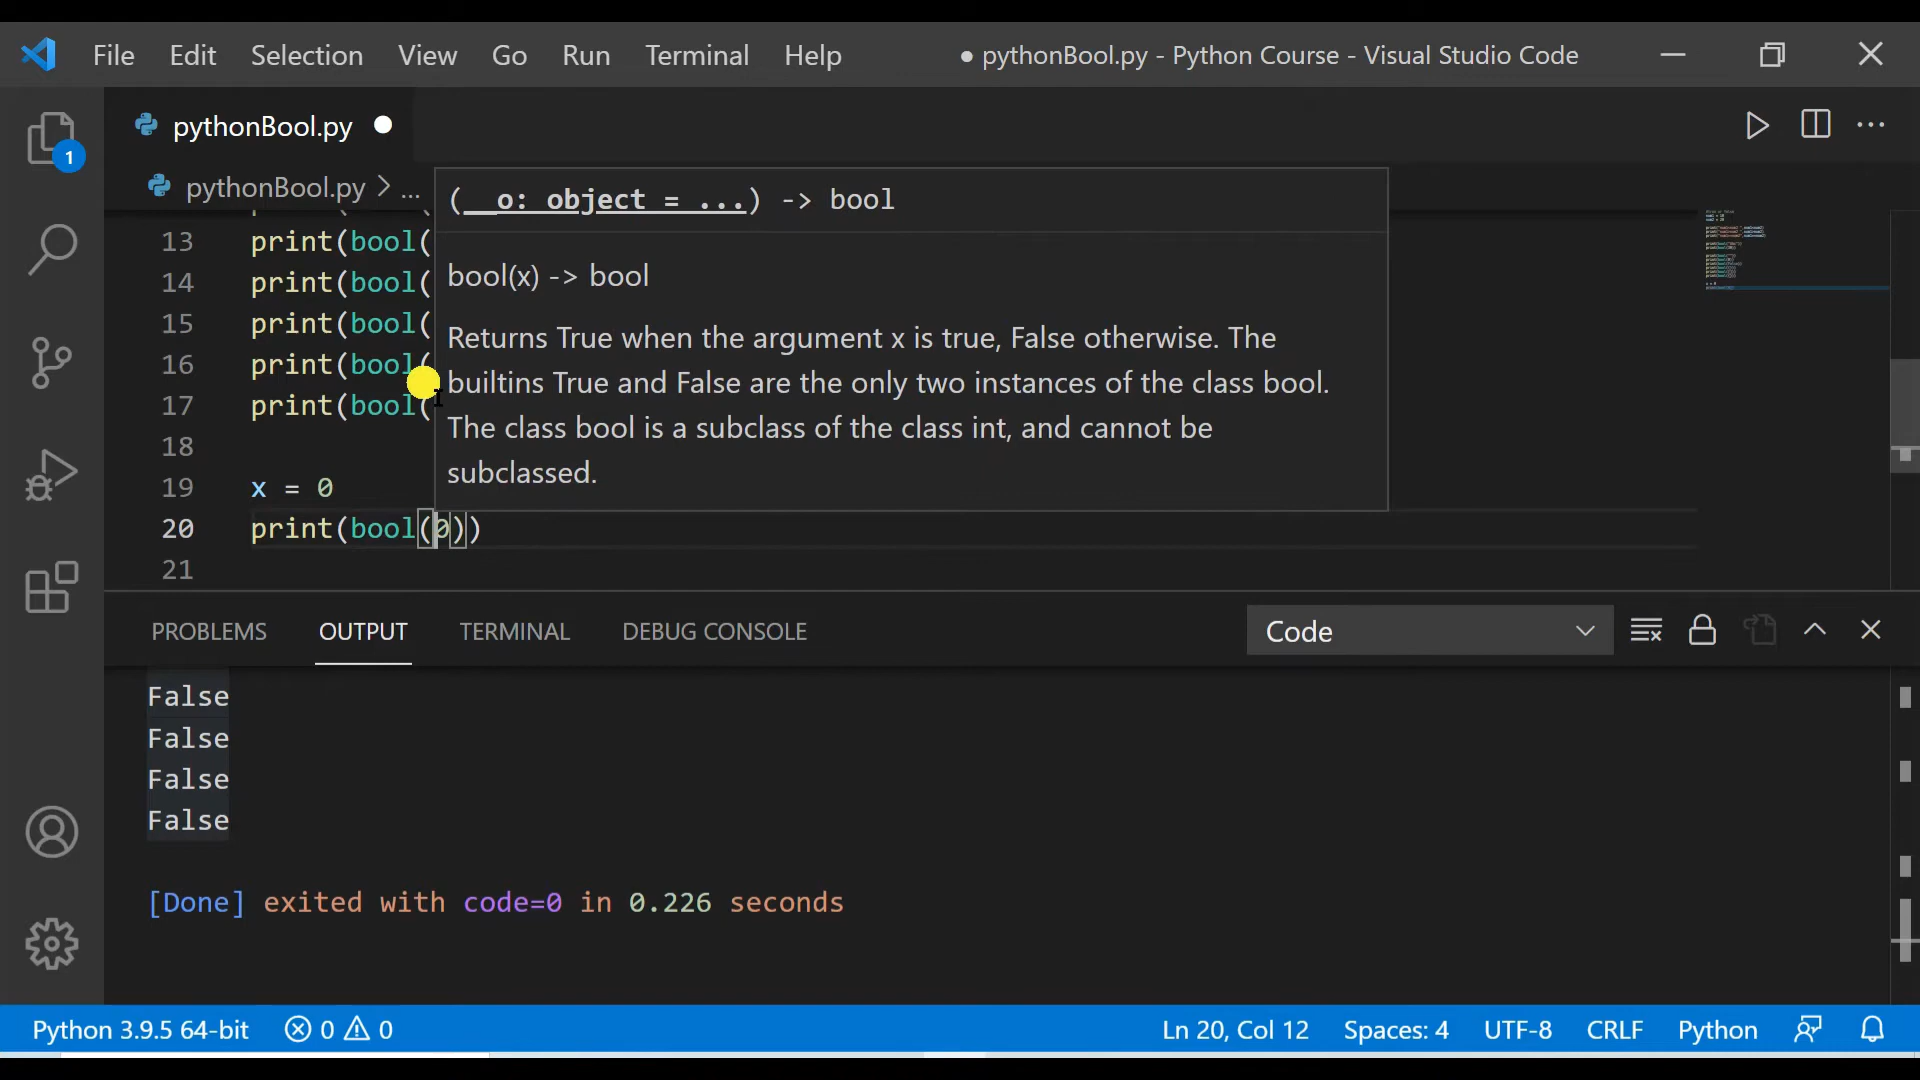 File Edit Selection View Go Run Terminal Help ● pythonBool.py - Python Course - Visual Studio Code
1
pythonBool.py ●
pythonBool.py > ...
(__o: object = ...) -> bool
bool(x) -> bool
Returns True when the argument x is true, False otherwise. The
builtins True and False are the only two instances of the class bool.
The class bool is a subclass of the class int, and cannot be
subclassed.
13 print(bool(
14 print(bool(
15 print(bool(
16 print(bool(
17 print(bool(
18
19 x = 0
20 print(bool(0))
21
PROBLEMS OUTPUT TERMINAL DEBUG CONSOLE Code
False
False
False
False
[Done] exited with code=0 in 0.226 seconds
Python 3.9.5 64-bit 0 0 Ln 20, Col 12 Spaces: 4 UTF-8 CRLF Python